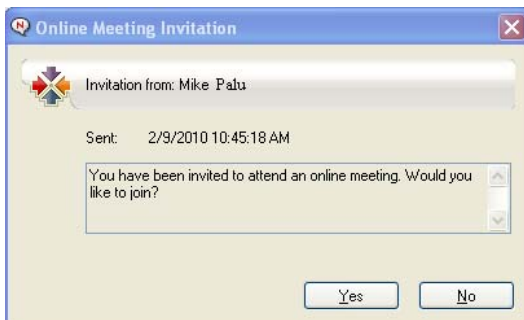 Online Meeting Invitation
Invitation from: Mike Palu
Sent: 2/9/2010 10:45:18 AM
You have been invited to attend an online meeting. Would you
like to join?
Yes No